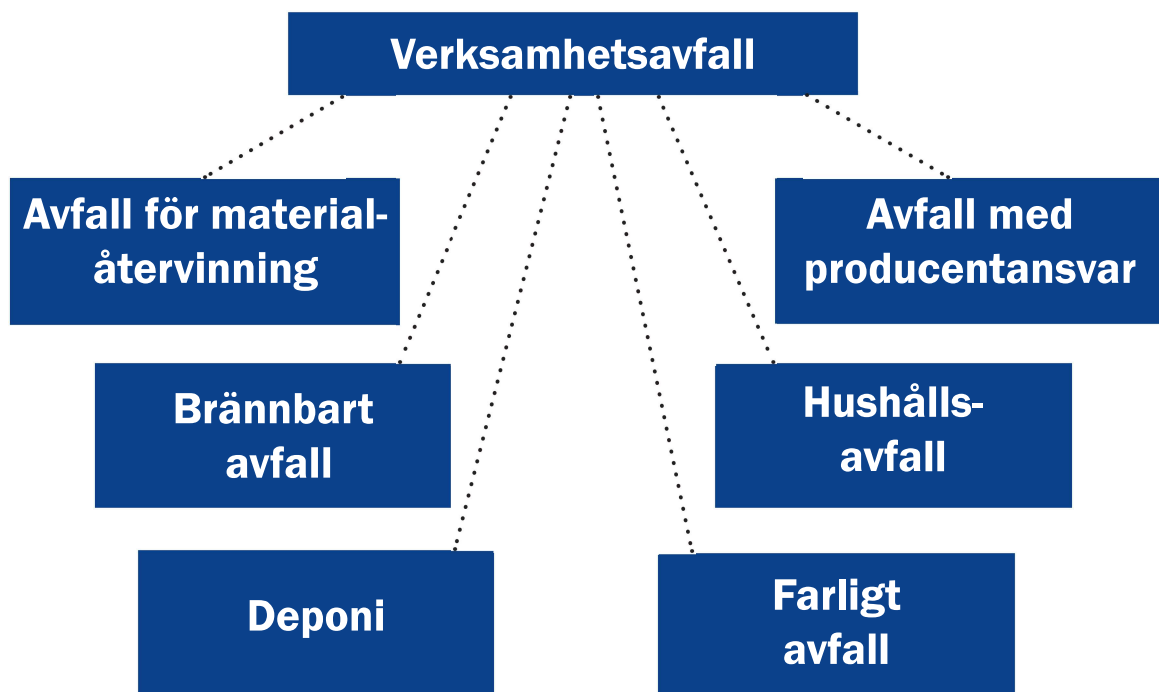 Verksamhetsavfall
Avfall för material-
återvinning
Avfall med
producentansvar
Brännbart
avfall
Hushålls-
avfall
Deponi
Farligt
avfall